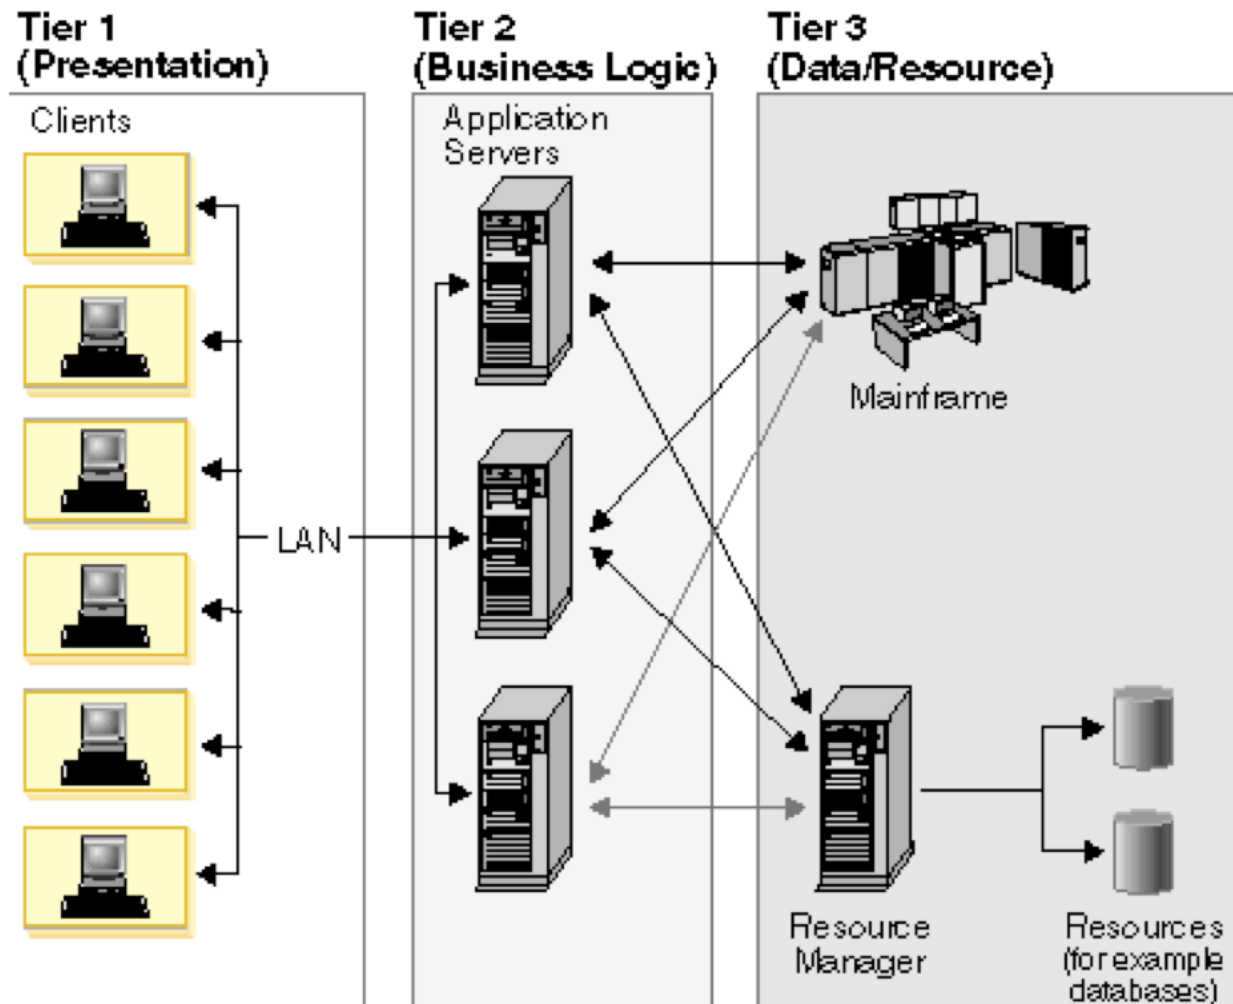 Tier 1
(Presentation)
Tier 2
(Business Logic)
Tier 3
(Data/Resource)
Clients
Application
Servers
LAN
Mainframe
Resource
Manager
Resources
(for example
databases)